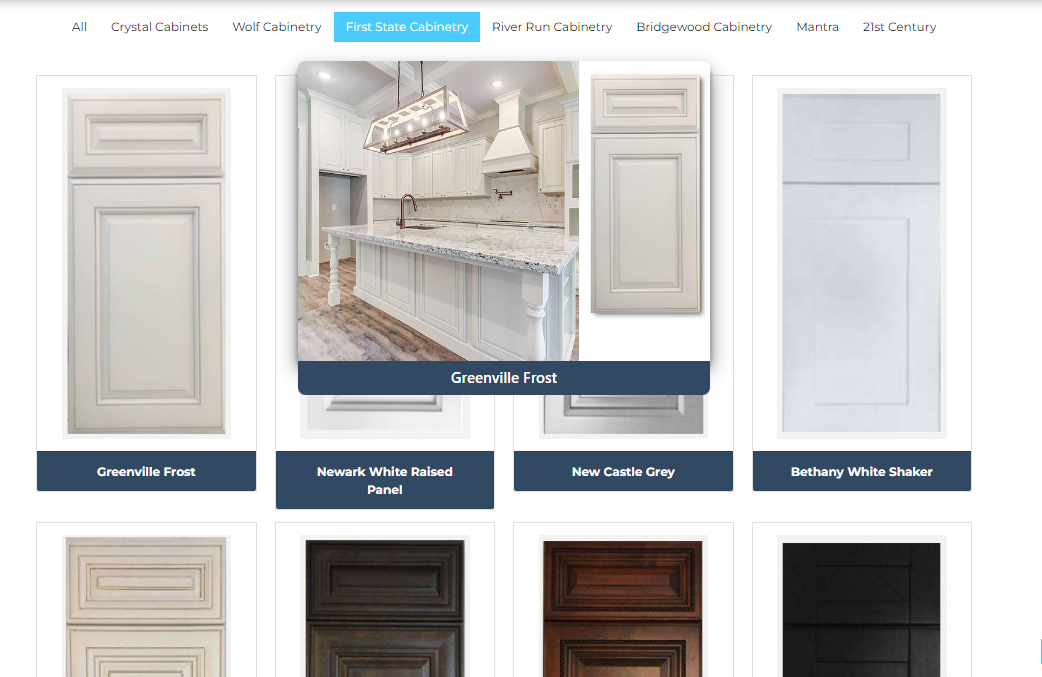 All Crystal Cabinets Wolf Cabinetry First State Cabinetry River Run Cabinetry Bridgewood Cabinetry Mantra 21st Century
Greenville Frost
Greenville Frost
Newark White Raised
Panel
New Castle Grey
Bethany White Shaker